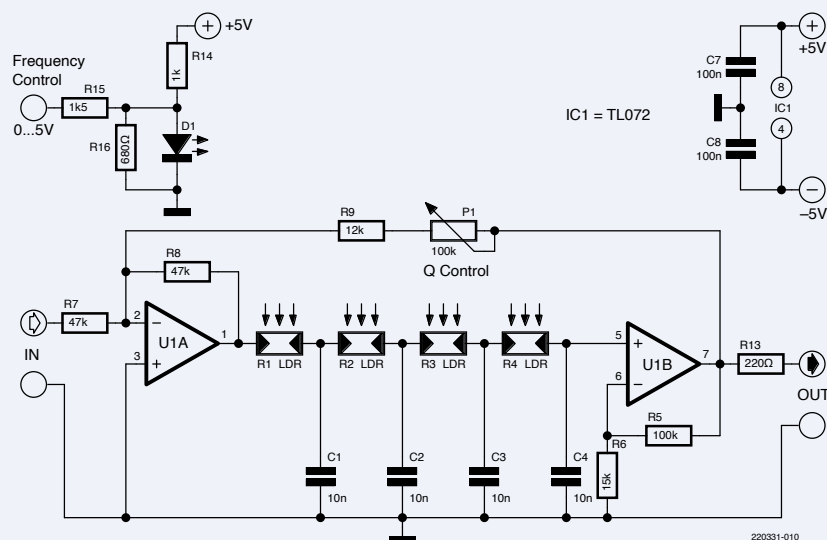 +5V
R14
1k
Frequency
Control
R15
1k5
0...5V
R16
680Ω
D1
C7
100n
+5V
8
IC1
4
IC1 = TL072
C8
100n
–5V
R9
12k
P1
100k
Q Control
R8
47k
R7
47k
IN
2
3
–
+
U1A
1
R1 LDR
R2 LDR
R3 LDR
R4 LDR
5
6
+
–
U1B
7
R13
220Ω
OUT
R5
100k
R6
15k
C1
10n
C2
10n
C3
10n
C4
10n
220331-010